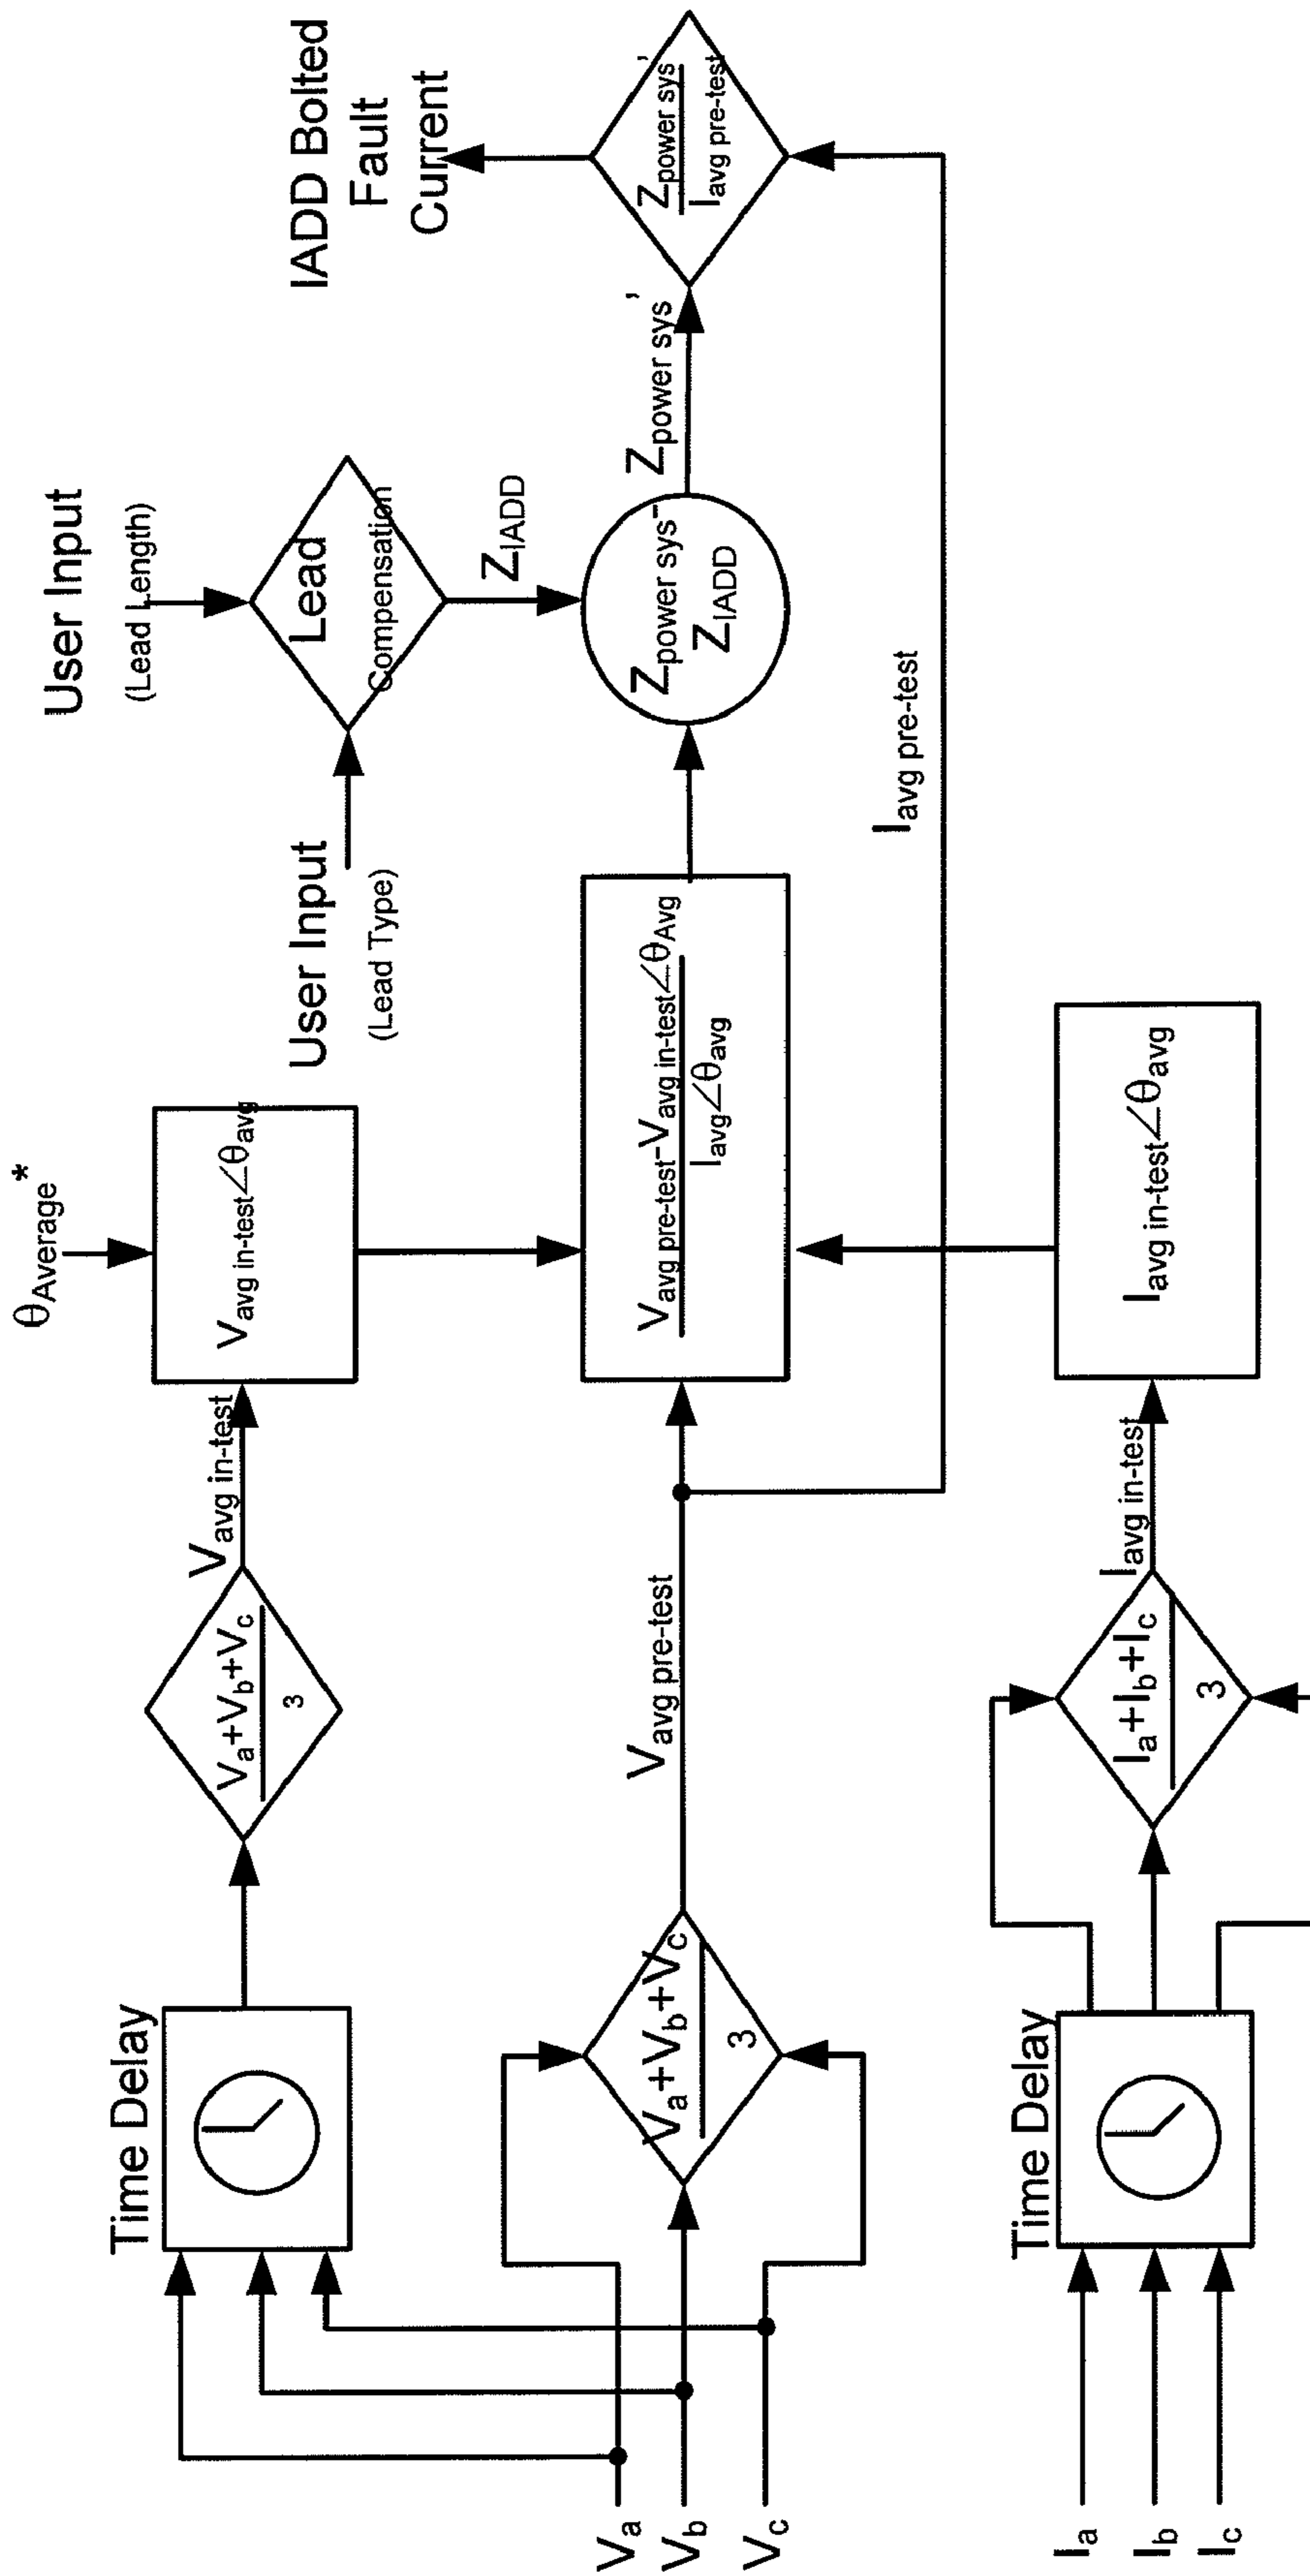 θAverage*
User Input
(Lead Length)
Time Delay
Va+Vb+Vc
3
Vavg in-test
Vavg in-test∠θavg
User Input
(Lead Type)
Lead
Compensation
ZIADD
IADD Bolted
Fault
Current
Va
Vb
Vc
Va+Vb+Vc
3
Vavg pre-test
Vavg pre-test-Vavg in-test∠θAvg
Iavg∠θavg
Zpower sys-
ZIADD
Zpower sys'
Zpower sys'
Iavg pre-test
Iavg pre-test
Ia
Ib
Ic
Time Delay
Ia+Ib+Ic
3
Iavg in-test
Iavg in-test∠θavg